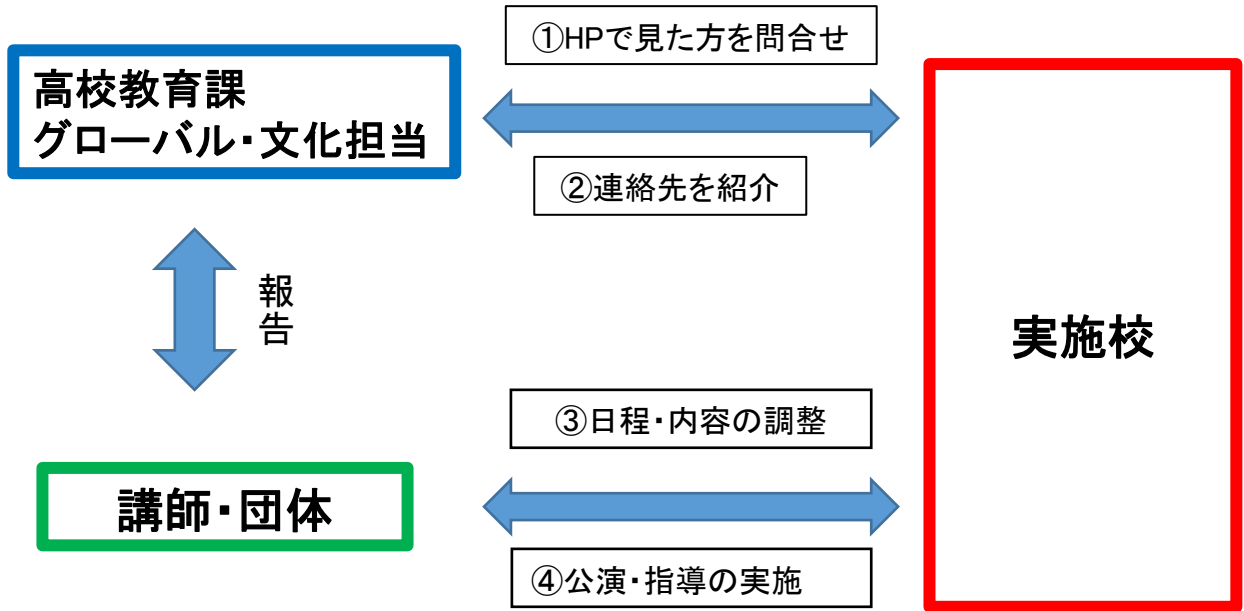 ①HPで見た方を問合せ
高校教育課
グローバル・文化担当
②連絡先を紹介
報告
実施校
③日程・内容の調整
講師・団体
④公演・指導の実施